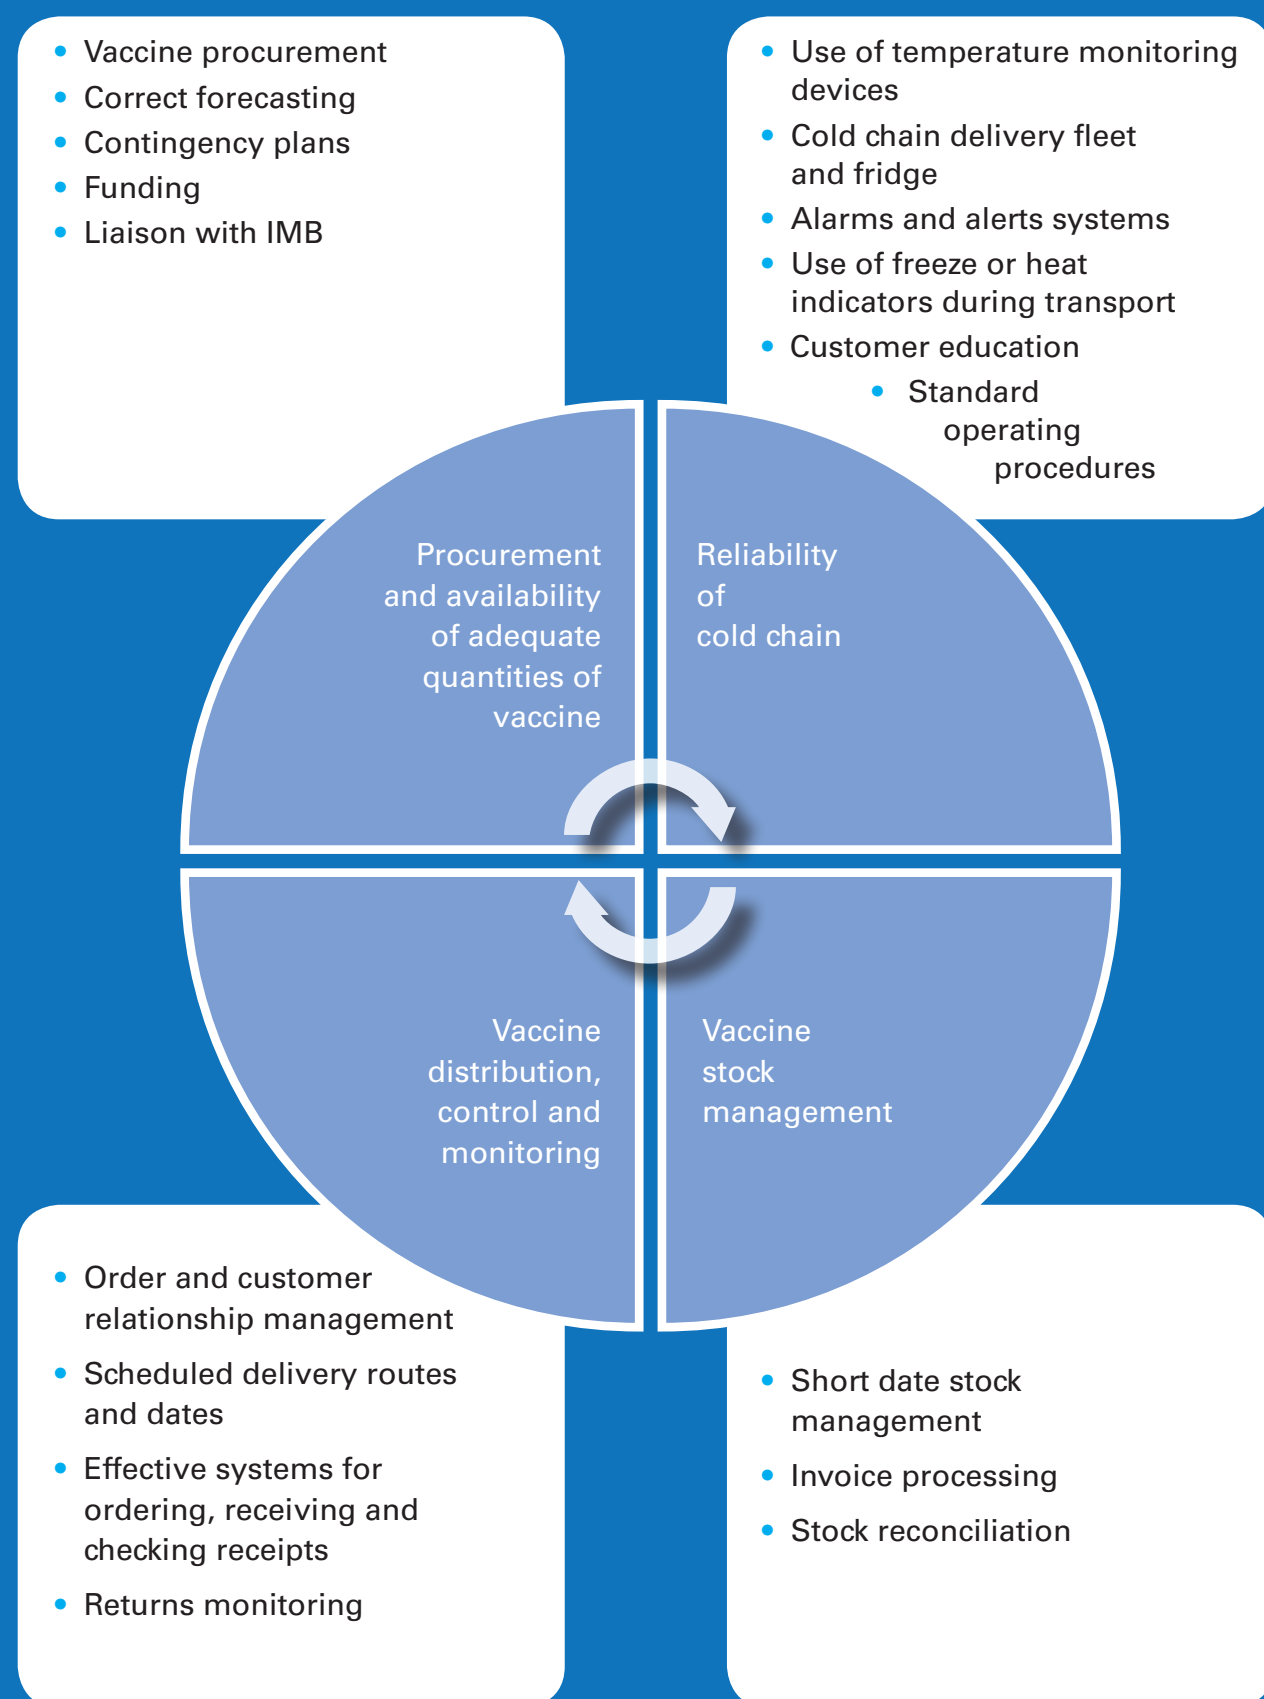 • Vaccine procurement
• Correct forecasting
• Contingency plans
• Funding
• Liaison with IMB
• Use of temperature monitoring
devices
• Cold chain delivery fleet
and fridge
• Alarms and alerts systems
• Use of freeze or heat
indicators during transport
• Customer education
• Standard
operating
procedures
Procurement
and availability
of adequate
quantities of
vaccine
Reliability
of
cold chain
Vaccine
distribution,
control and
monitoring
Vaccine
stock
management
• Order and customer
relationship management
• Scheduled delivery routes
and dates
• Effective systems for
ordering, receiving and
checking receipts
• Returns monitoring
• Short date stock
management
• Invoice processing
• Stock reconciliation